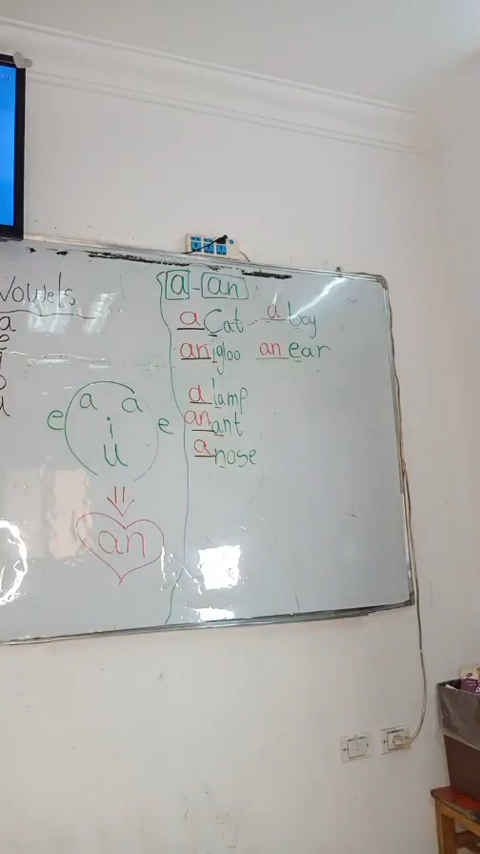 Vowels
a
e
i
o
u
e a a e
i
u
an
a - an
a Cat - a boy
an igloo an ear
a lamp
an ant
a nose